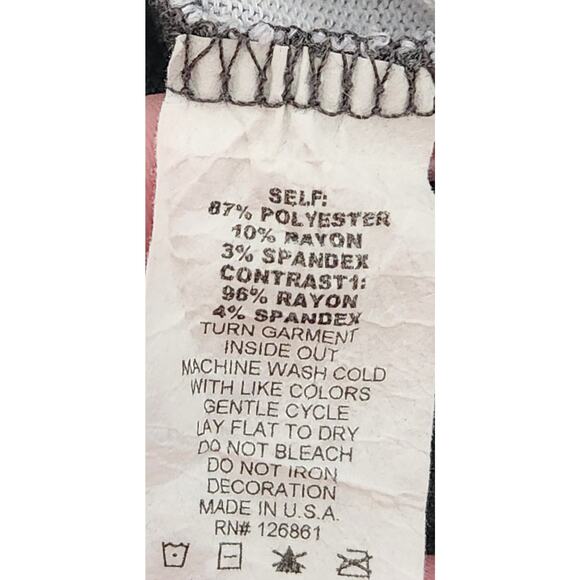 SELF:
87% POLYESTER
10% RAYON
3% SPANDEX
CONTRAST1:
96% RAYON
4% SPANDEX
TURN GARMENT
INSIDE OUT
MACHINE WASH COLD
WITH LIKE COLORS
GENTLE CYCLE
LAY FLAT TO DRY
DO NOT BLEACH
DO NOT IRON
DECORATION
MADE IN U.S.A.
RN# 126861